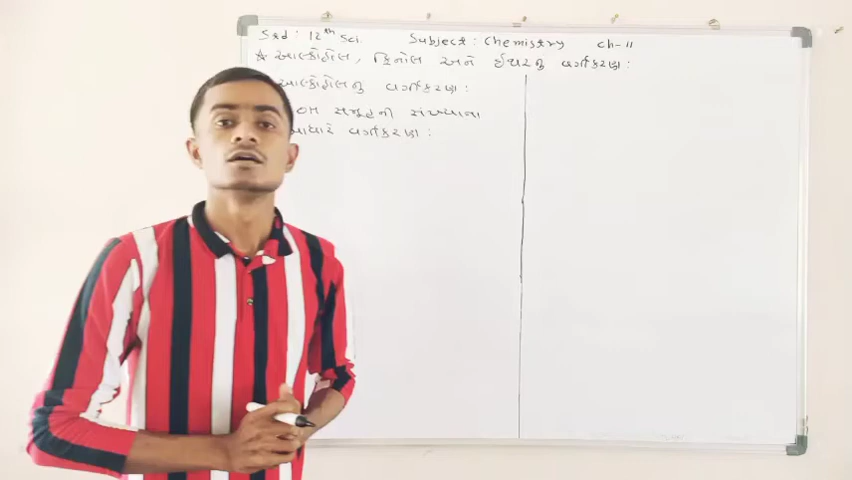 Std : 12th Sci. Subject : Chemistry Ch-11
* આલ્કોહોલ, ફિનોલ અને ઈથરનુ વર્ગીકરણ :
આલ્કોહોલનુ વર્ગીકરણ :
OH સમૂહની સંખ્યાના
આધારે વર્ગીકરણ :